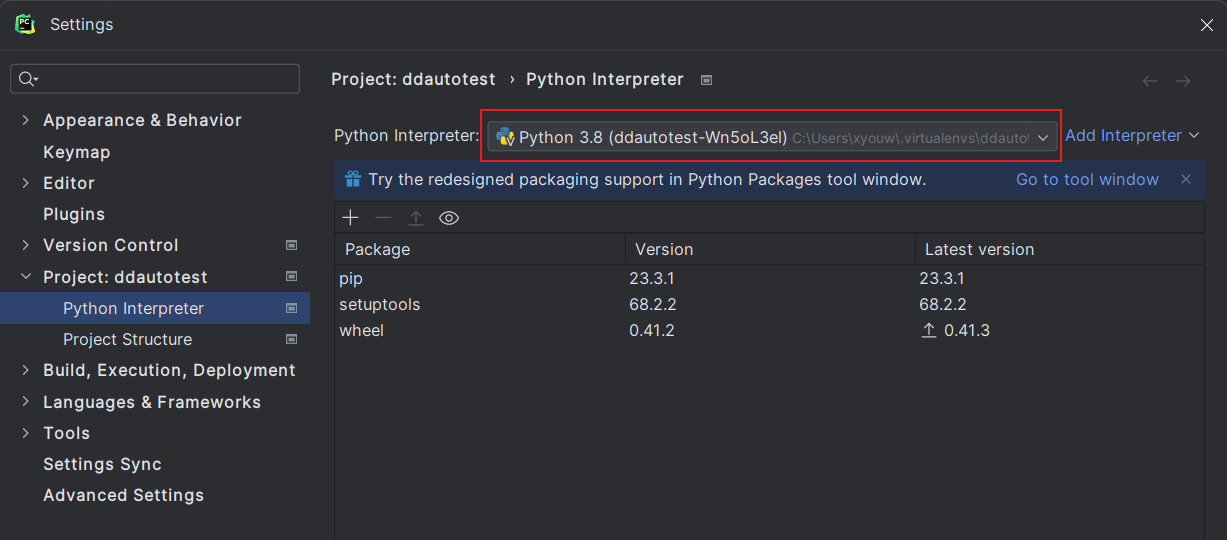 PC
Settings
Project: ddautotest › Python Interpreter
Appearance & Behavior
Keymap
Editor
Plugins
Version Control
Project: ddautotest
Python Interpreter
Project Structure
Build, Execution, Deployment
Languages & Frameworks
Tools
Settings Sync
Advanced Settings
Python Interpreter: Python 3.8 (ddautotest-Wn5oL3el) C:\Users\xyouw\.virtualenvs\ddautot Add Interpreter
Try the redesigned packaging support in Python Packages tool window. Go to tool window
Package Version Latest version
pip 23.3.1 23.3.1
setuptools 68.2.2 68.2.2
wheel 0.41.2 0.41.3